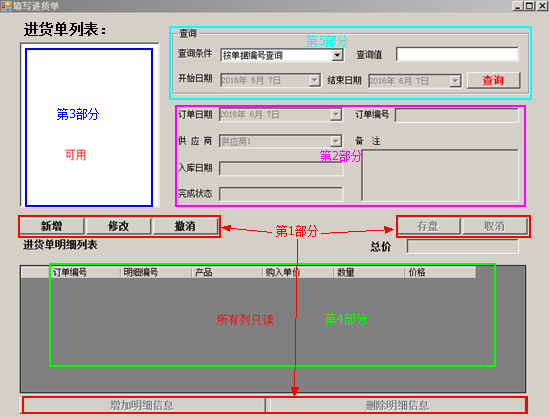 填写进货单
进货单列表：
查询
第5部分
查询条件 按单据编号查询 查询值
开始日期 2016年 6月 7日 结束日期 2016年 6月 7日 查询
第3部分
可用
订单日期 2016年 6月 7日 订单编号
供 应 商 供应商1 备 注
第2部分
入库日期
完成状态
新增 修改 撤消 第1部分 存盘 取消
进货单明细列表 总价
订单编号 明细编号 产品 购入单价 数量 价格
所有列只读 第4部分
增加明细信息 删除明细信息